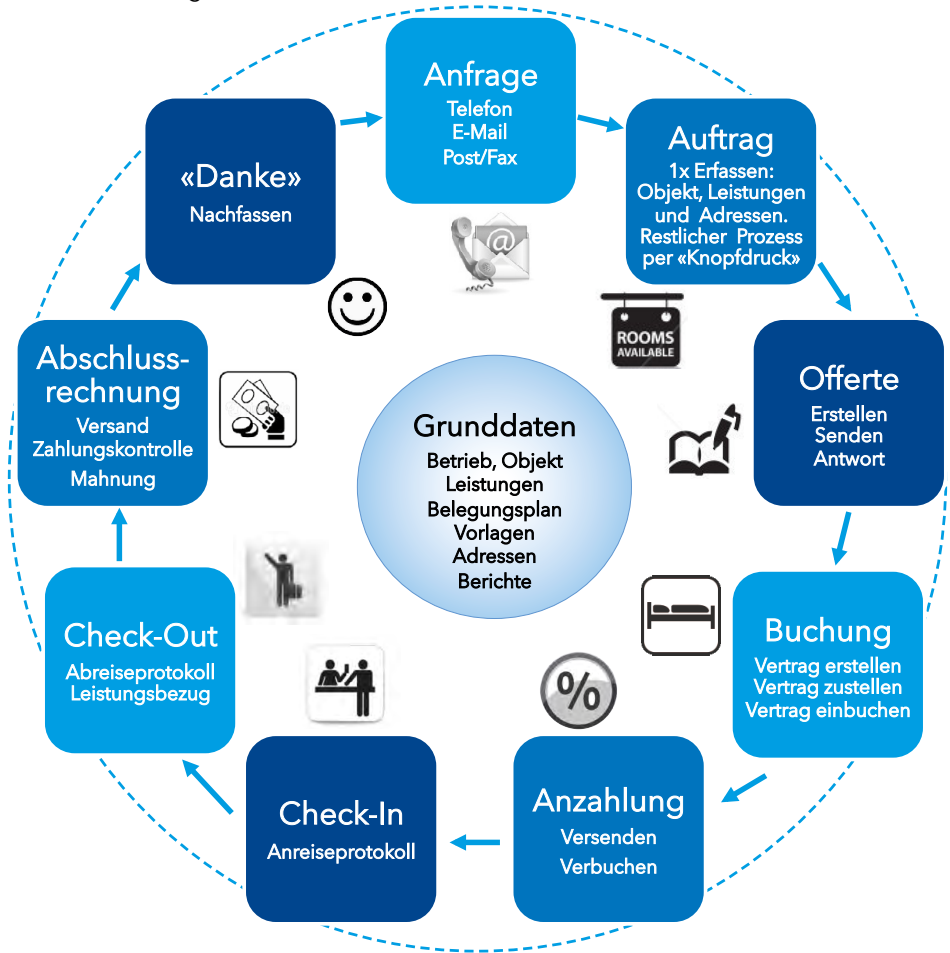 Anfrage
Telefon
E-Mail
Post/Fax
Auftrag
1x Erfassen:
Objekt, Leistungen
und Adressen.
Restlicher Prozess
per «Knopfdruck»
Offerte
Erstellen
Senden
Antwort
Buchung
Vertrag erstellen
Vertrag zustellen
Vertrag einbuchen
Anzahlung
Versenden
Verbuchen
Check-In
Anreiseprotokoll
Check-Out
Abreiseprotokoll
Leistungsbezug
Abschluss-
rechnung
Versand
Zahlungskontrolle
Mahnung
«Danke»
Nachfassen
@
ROOMS
AVAILABLE
%
Grunddaten
Betrieb, Objekt
Leistungen
Belegungsplan
Vorlagen
Adressen
Berichte